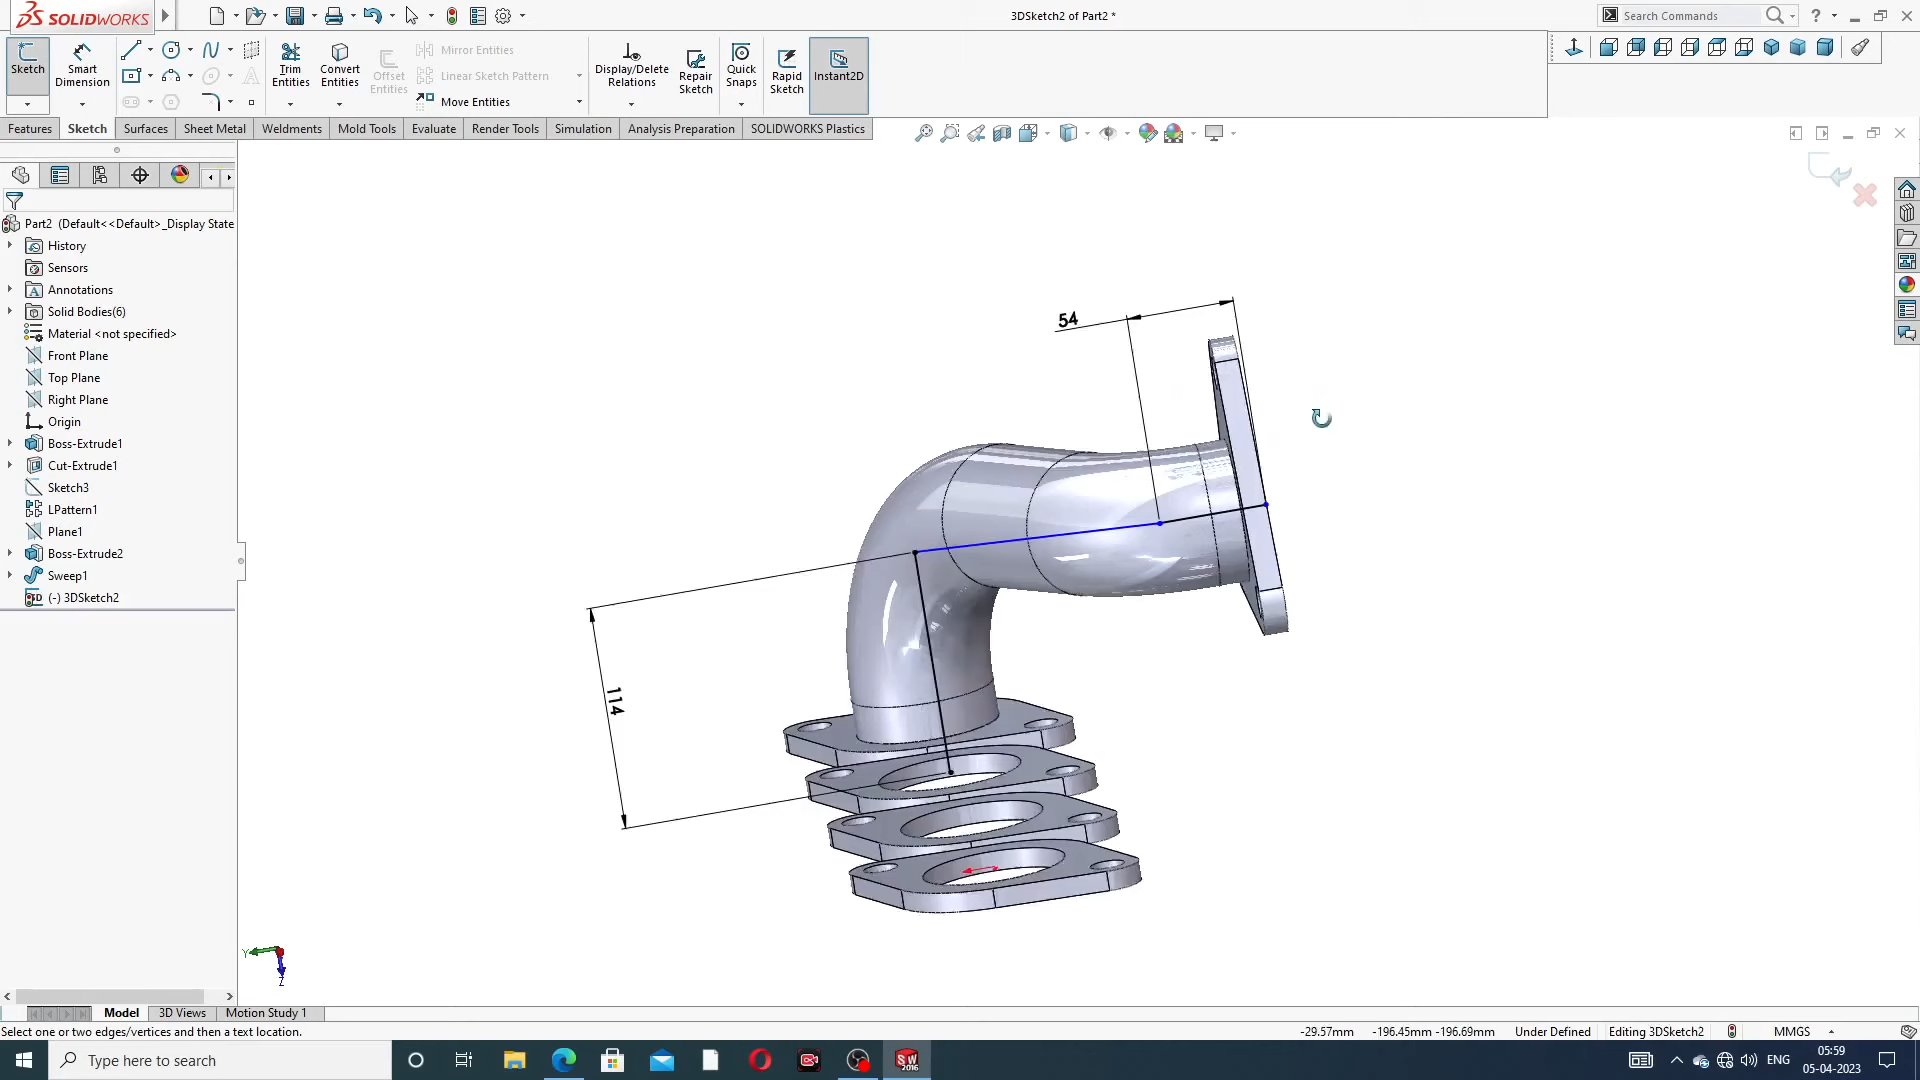 SOLIDWORKS
3DSketch2 of Part2 *
Search Commands
Sketch
Smart Dimension
Trim Entities
Convert Entities
Offset Entities
Mirror Entities
Linear Sketch Pattern
Move Entities
Display/Delete Relations
Repair Sketch
Quick Snaps
Rapid Sketch
Instant2D
Features
Sketch
Surfaces
Sheet Metal
Weldments
Mold Tools
Evaluate
Render Tools
Simulation
Analysis Preparation
SOLIDWORKS Plastics
Part2 (Default<<Default>_Display State
History
Sensors
Annotations
Solid Bodies(6)
Material <not specified>
Front Plane
Top Plane
Right Plane
Origin
Boss-Extrude1
Cut-Extrude1
Sketch3
LPattern1
Plane1
Boss-Extrude2
Sweep1
(-) 3DSketch2
54
114
Y
Z
Model
3D Views
Motion Study 1
Select one or two edges/vertices and then a text location.
-29.57mm
-196.45mm -196.69mm
Under Defined
Editing 3DSketch2
MMGS
Type here to search
SW
2016
ENG
05:59
05-04-2023